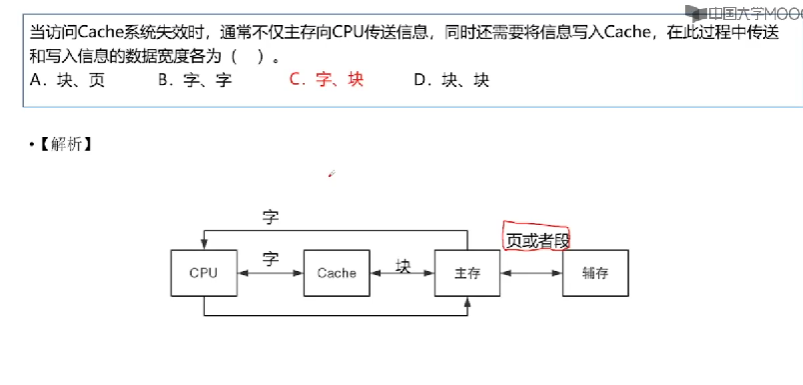 中国大学MOOC
当访问Cache系统失效时，通常不仅主存向CPU传送信息，同时还需要将信息写入Cache，在此过程中传送
和写入信息的数据宽度各为（ ）。
A. 块、页 B. 字、字 C. 字、块 D. 块、块
•【解析】
字
页或者段
CPU 字 Cache 块 主存 辅存